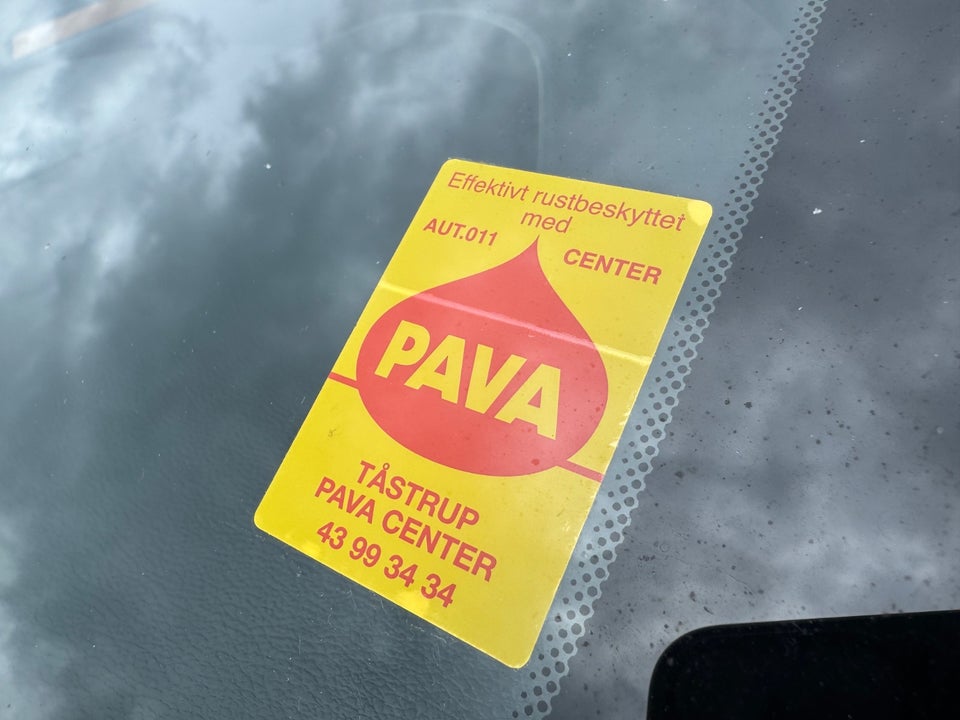 Effektivt rustbeskyttet
med
AUT.011 CENTER
PAVA
TÅSTRUP
PAVA CENTER
43 99 34 34